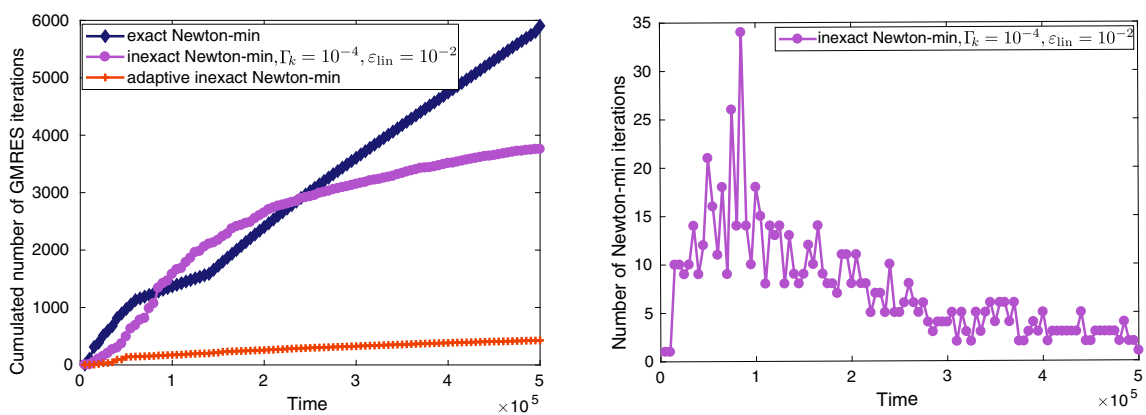 6000
5000
4000
3000
2000
1000
0
Cumulated number of GMRES iterations
exact Newton-min
inexact Newton-min, Γ_k = 10^{-4}, ε_lin = 10^{-2}
adaptive inexact Newton-min
0 1 2 3 4 5
Time
×10^5
35
30
25
20
15
10
5
0
Number of Newton-min iterations
inexact Newton-min, Γ_k = 10^{-4}, ε_lin = 10^{-2}
0 1 2 3 4 5
Time
×10^5